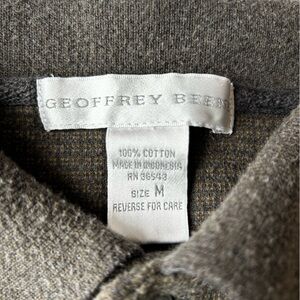 GEOFFREY BEENE
100% COTTON
MADE IN INDONESIA
RN 36543
SIZE M
REVERSE FOR CARE